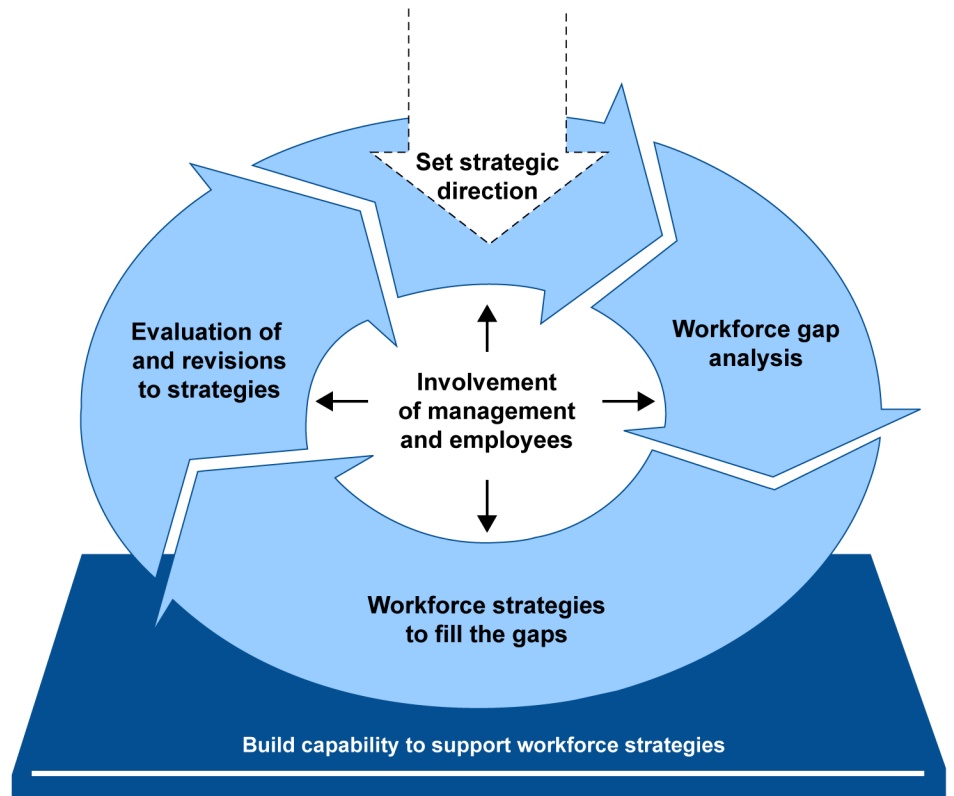 Set strategic
direction
Workforce gap
analysis
Evaluation of
and revisions
to strategies
Involvement
of management
and employees
Workforce strategies
to fill the gaps
Build capability to support workforce strategies